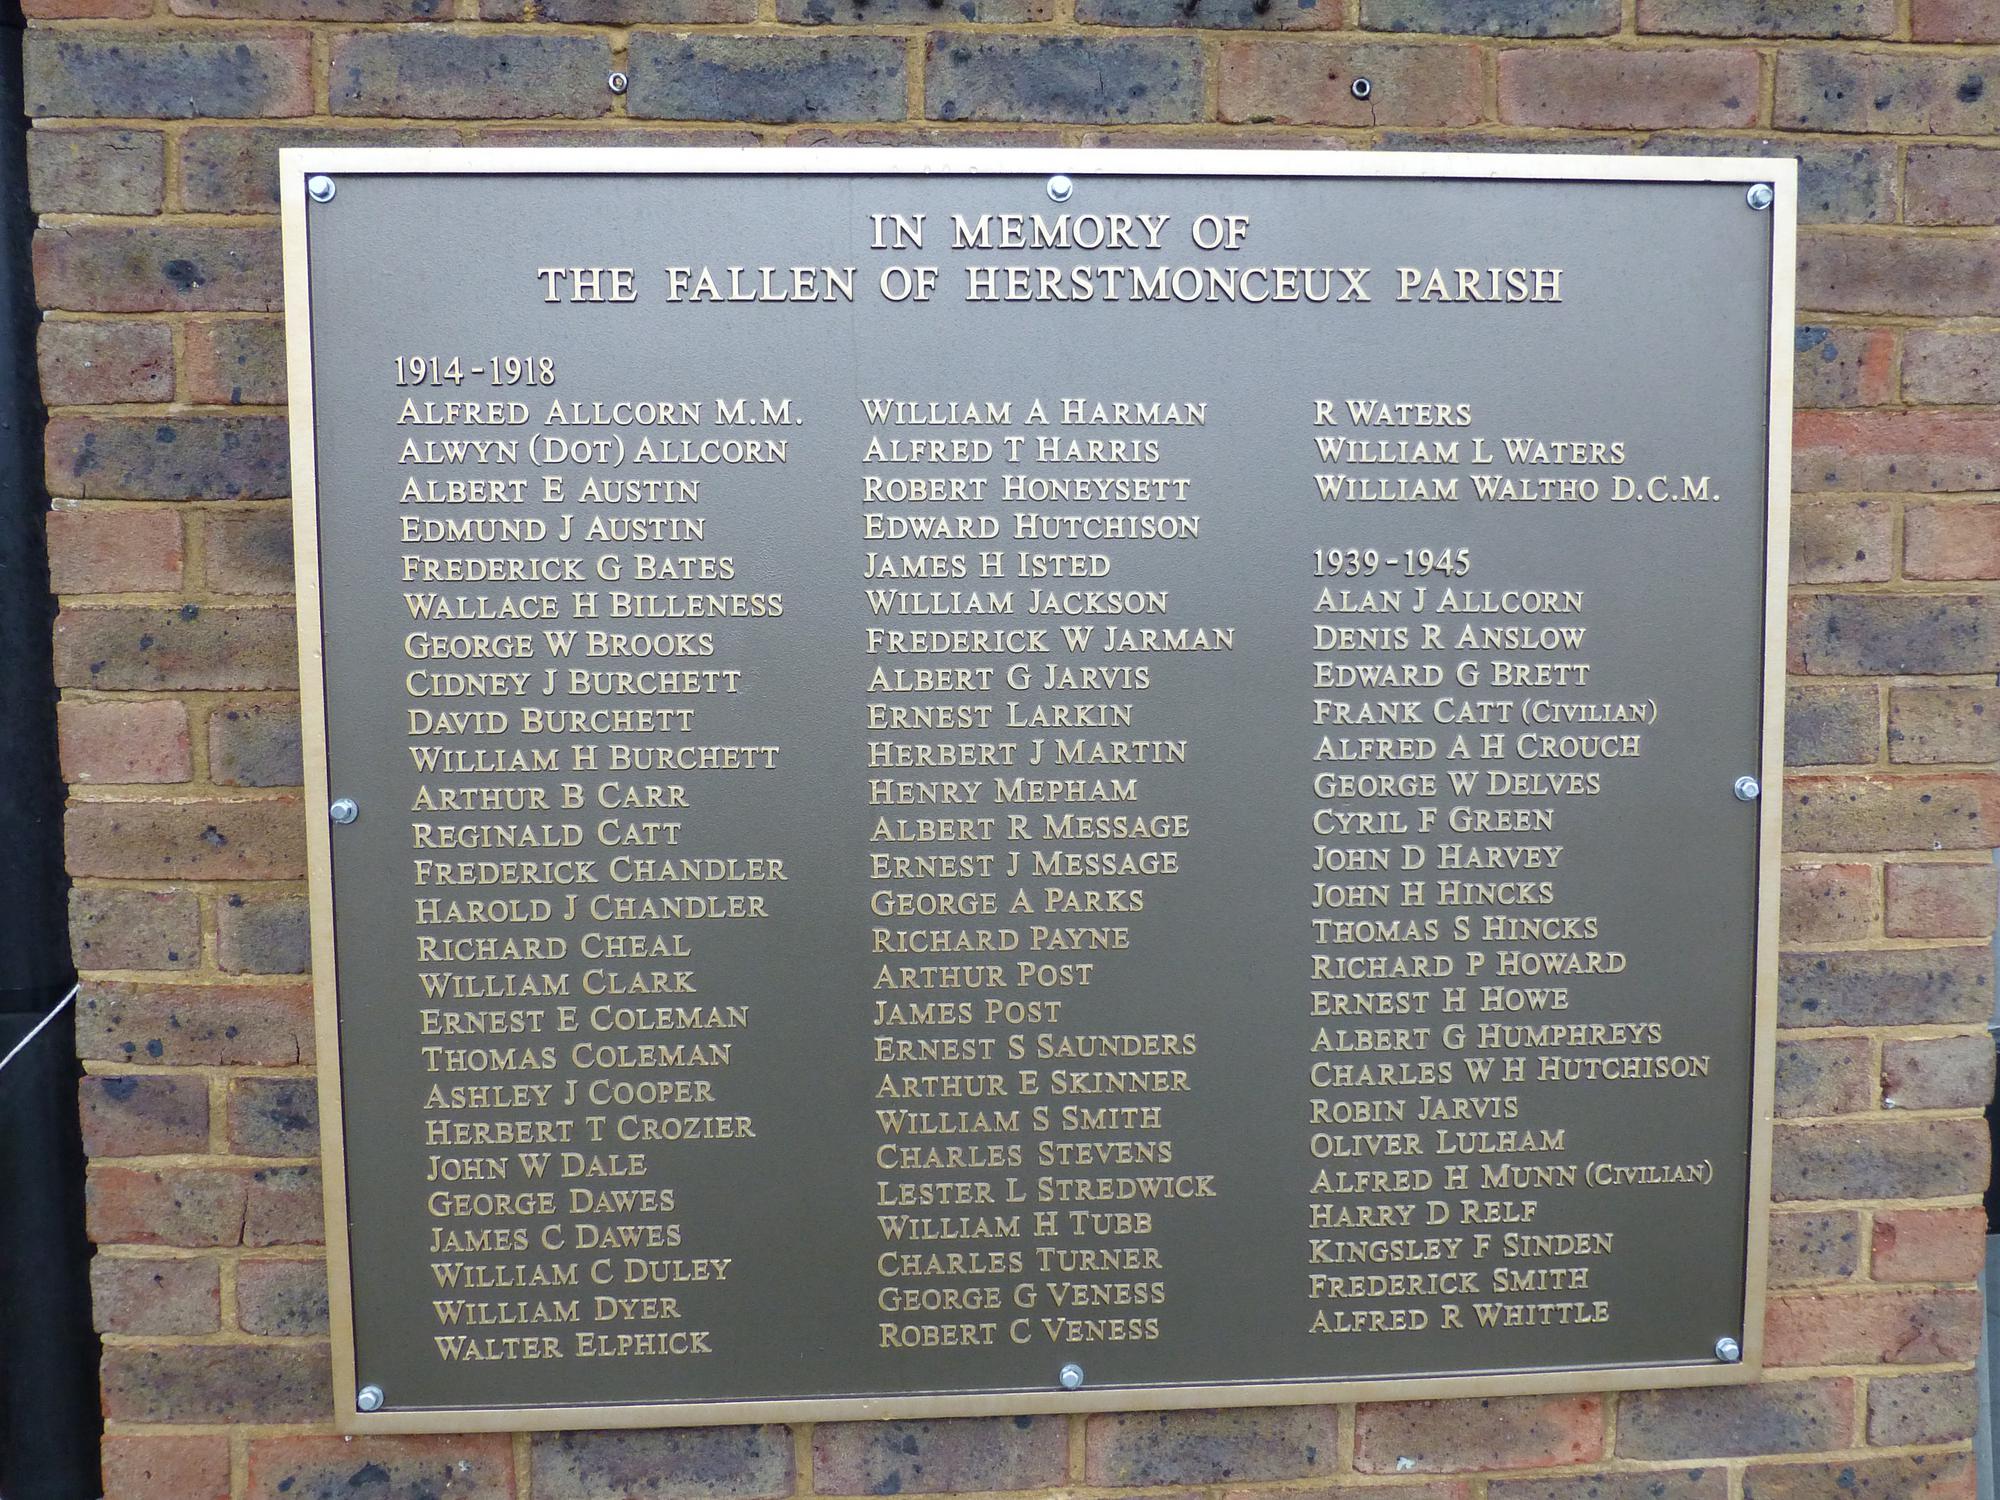 IN MEMORY OF
THE FALLEN OF HERSTMONCEUX PARISH
1914-1918
ALFRED ALLCORN M.M.
ALWYN (DOT) ALLCORN
ALBERT E AUSTIN
EDMUND J AUSTIN
FREDERICK G BATES
WALLACE H BILLENESS
GEORGE W BROOKS
CIDNEY J BURCHETT
DAVID BURCHETT
WILLIAM H BURCHETT
ARTHUR B CARR
REGINALD CATT
FREDERICK CHANDLER
HAROLD J CHANDLER
RICHARD CHEAL
WILLIAM CLARK
ERNEST E COLEMAN
THOMAS COLEMAN
ASHLEY J COOPER
HERBERT T CROZIER
JOHN W DALE
GEORGE DAWES
JAMES C DAWES
WILLIAM C DULEY
WILLIAM DYER
WALTER ELPHICK
WILLIAM A HARMAN
ALFRED T HARRIS
ROBERT HONEYSETT
EDWARD HUTCHISON
JAMES H ISTED
WILLIAM JACKSON
FREDERICK W JARMAN
ALBERT G JARVIS
ERNEST LARKIN
HERBERT J MARTIN
HENRY MEPHAM
ALBERT R MESSAGE
ERNEST J MESSAGE
GEORGE A PARKS
RICHARD PAYNE
ARTHUR POST
JAMES POST
ERNEST S SAUNDERS
ARTHUR E SKINNER
WILLIAM S SMITH
CHARLES STEVENS
LESTER L STREDWICK
WILLIAM H TUBB
CHARLES TURNER
GEORGE G VENESS
ROBERT C VENESS
R WATERS
WILLIAM L WATERS
WILLIAM WALTHO D.C.M.
1939-1945
ALAN J ALLCORN
DENIS R ANSLOW
EDWARD G BRETT
FRANK CATT (CIVILIAN)
ALFRED A H CROUCH
GEORGE W DELVES
CYRIL F GREEN
JOHN D HARVEY
JOHN H HINCKS
THOMAS S HINCKS
RICHARD P HOWARD
ERNEST H HOWE
ALBERT G HUMPHREYS
CHARLES W H HUTCHISON
ROBIN JARVIS
OLIVER LULHAM
ALFRED H MUNN (CIVILIAN)
HARRY D RELF
KINGSLEY F SINDEN
FREDERICK SMITH
ALFRED R WHITTLE